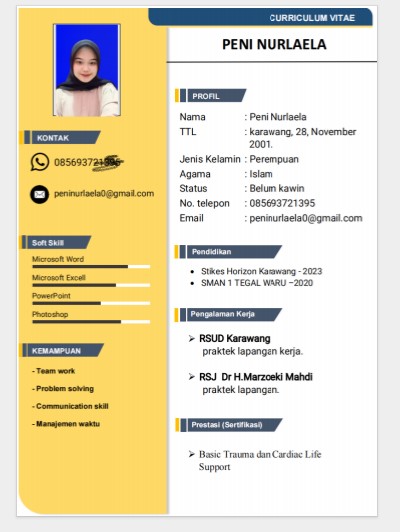 CURRICULUM VITAE
PENI NURLAELA
KONTAK
peninurlaela0@gmail.com
Soft Skill
Microsoft Word
Microsoft Excell
PowerPoint
Photoshop
KEMAMPUAN
- Team work
- Problem solving
- Communication skill
- Manajemen waktu
PROFIL
Nama : Peni Nurlaela
TTL : karawang, 28, November
2001.
Jenis Kelamin : Perempuan
Agama : Islam
Status : Belum kawin
No. telepon : 085693721395
Email : peninurlaela0@gmail.com
Pendidikan
• Stikes Horizon Karawang - 2023
• SMAN 1 TEGAL WARU –2020
Pengalaman Kerja
➢ RSUD Karawang
praktek lapangan kerja.
➢ RSJ Dr H.Marzoeki Mahdi
praktek lapangan.
Prestasi (Sertifikasi)
➢ Basic Trauma dan Cardiac Life
Support